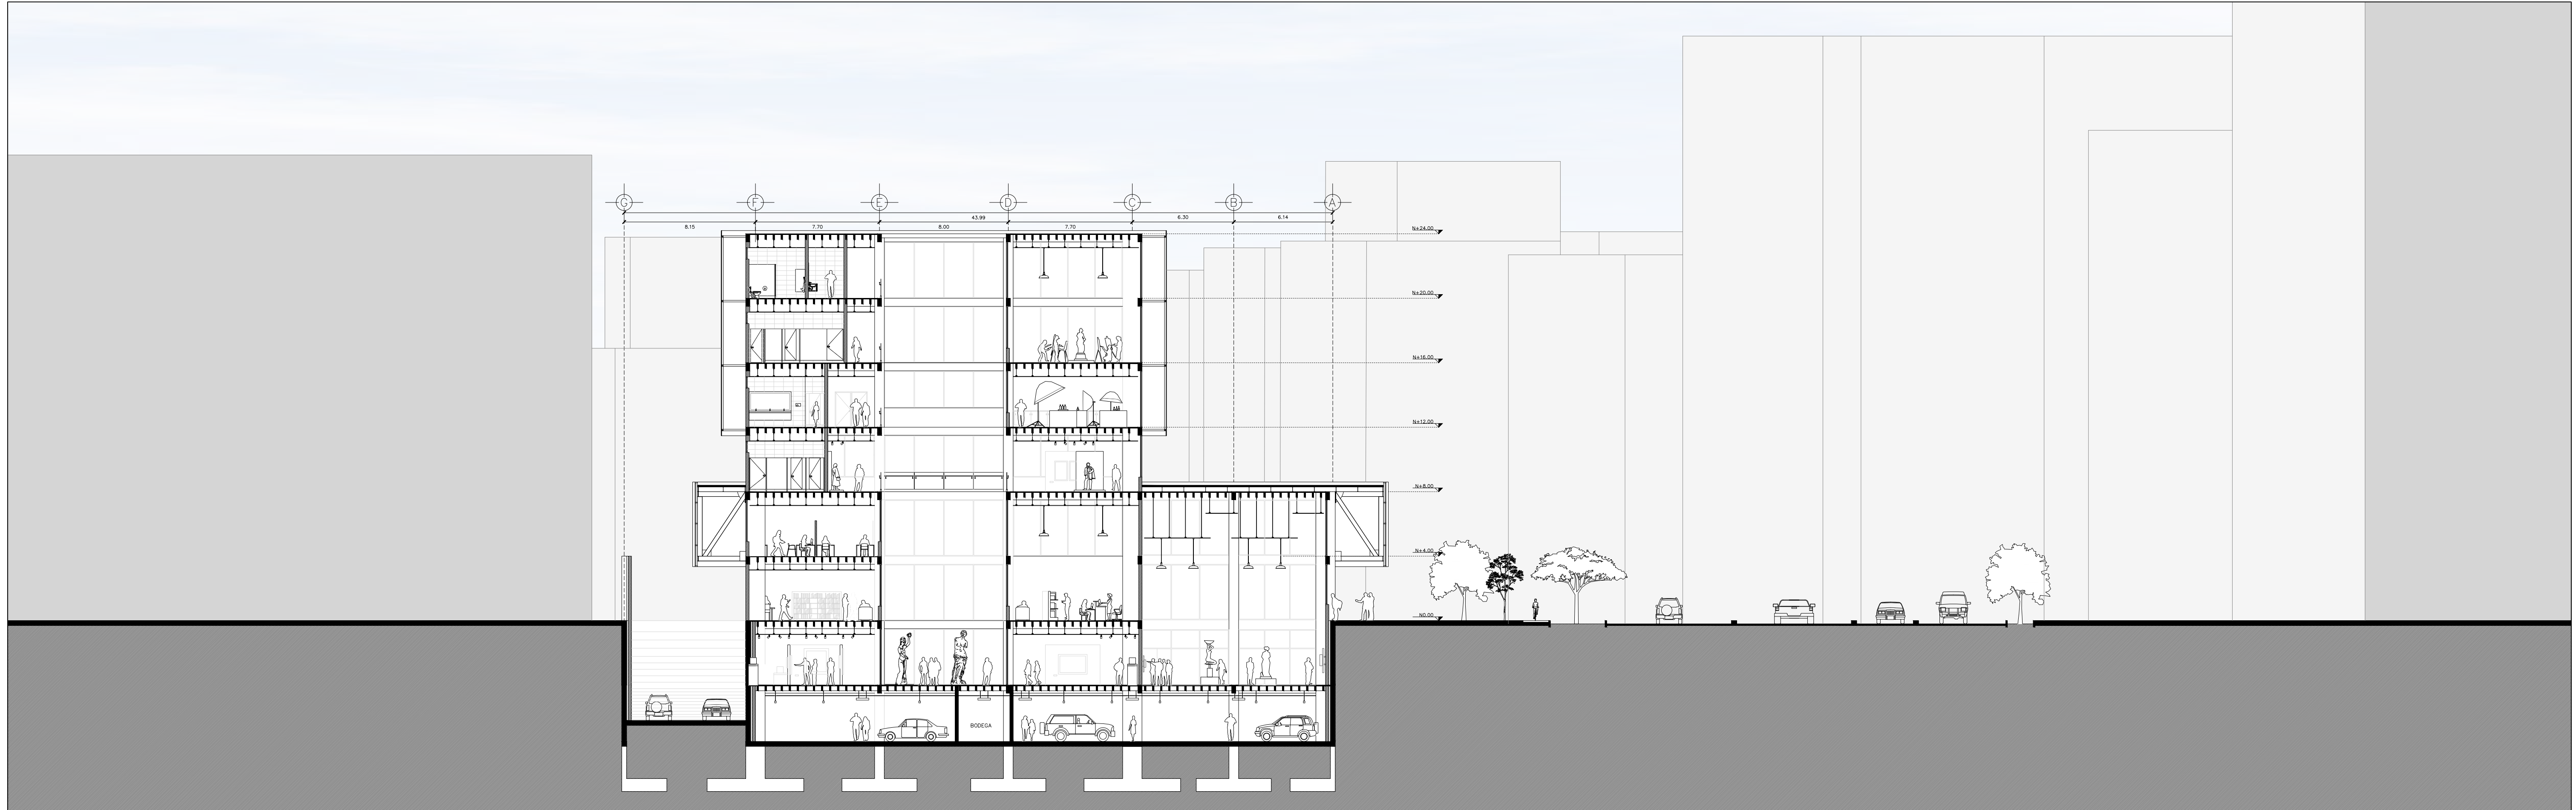 G F E D C B A
43.99 6.30 6.14
8.15 7.70 8.00 7.70
N+24.00
N+20.00
N+16.00
N+12.00
N+8.00
N+4.00
N0.00
BODEGA